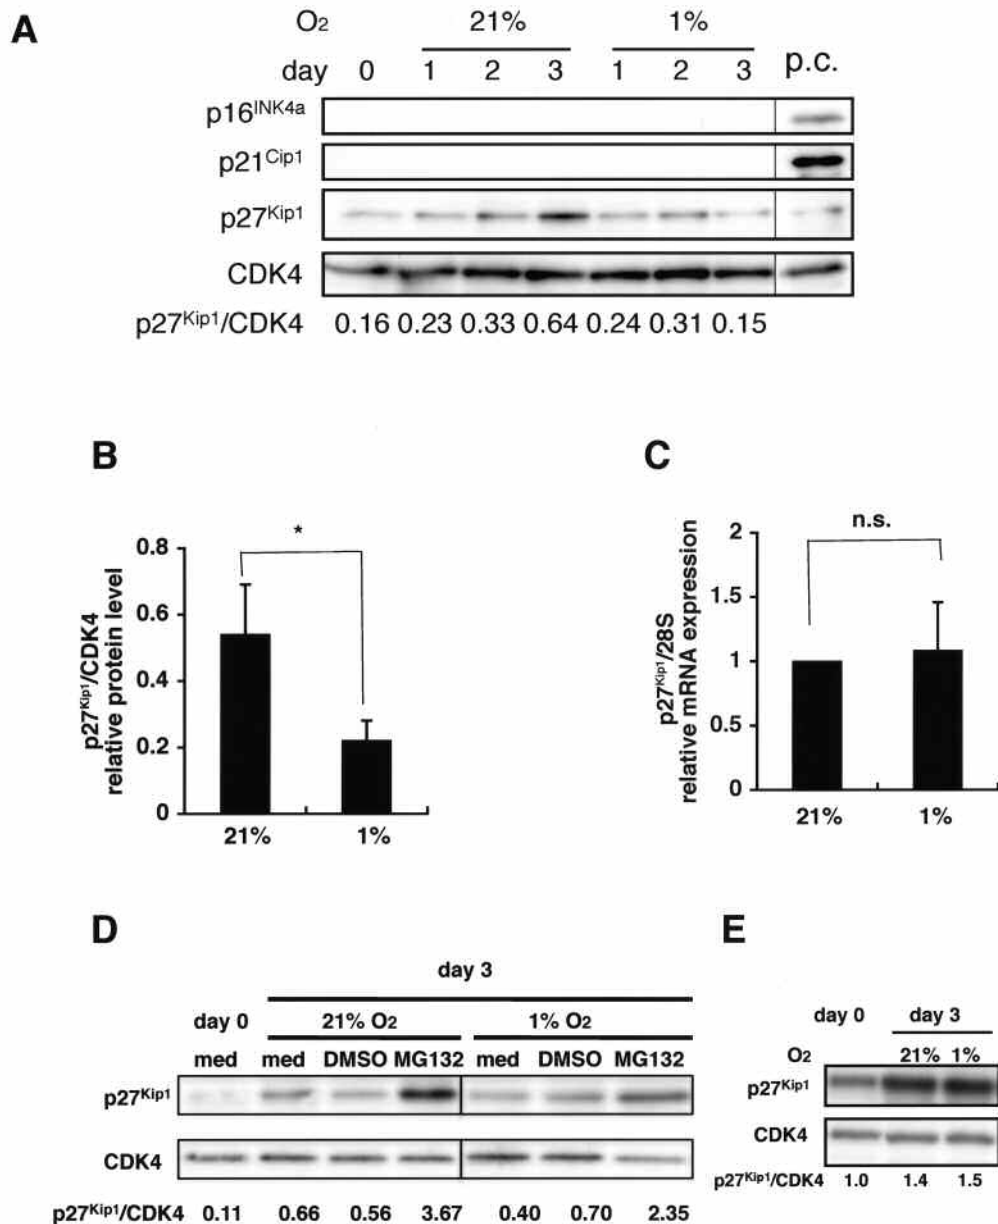 A
O2 21% 1%
day 0 1 2 3 1 2 3 p.c.
p16INK4a
p21Cip1
p27Kip1
CDK4
p27Kip1/CDK4 0.16 0.23 0.33 0.64 0.24 0.31 0.15
B
*
0.8
0.6
0.4
0.2
0
p27Kip1/CDK4
relative protein level
21% 1%
C
n.s.
2
1.5
1
0.5
0
p27Kip1/28S
relative mRNA expression
21% 1%
D
day 3
day 0 21% O2 1% O2
med med DMSO MG132 med DMSO MG132
p27Kip1
CDK4
p27Kip1/CDK4 0.11 0.66 0.56 3.67 0.40 0.70 2.35
E
day 0 day 3
O2 21% 1%
p27Kip1
CDK4
p27Kip1/CDK4 1.0 1.4 1.5